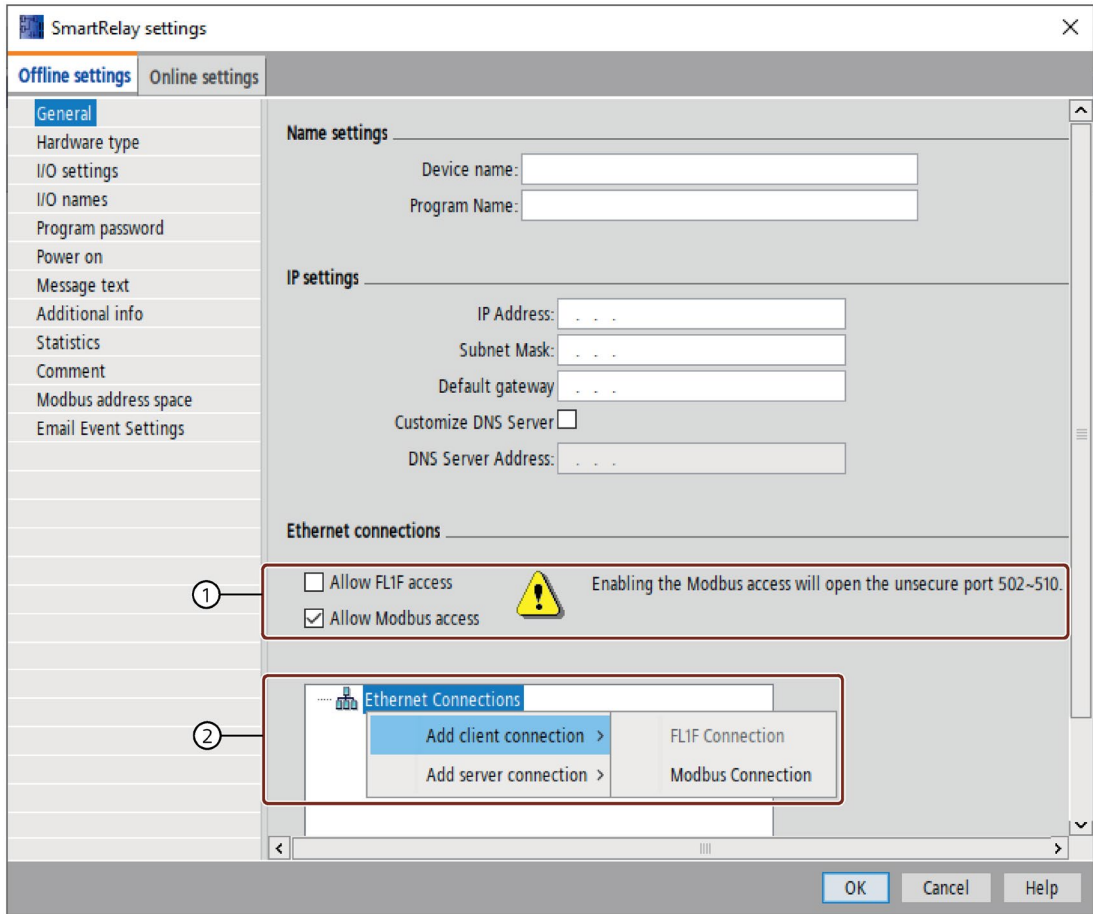 SmartRelay settings
Offline settings
Online settings
General
Hardware type
I/O settings
I/O names
Program password
Power on
Message text
Additional info
Statistics
Comment
Modbus address space
Email Event Settings
Name settings
Device name:
Program Name:
IP settings
IP Address: . . .
Subnet Mask: . . .
Default gateway . . .
Customize DNS Server
DNS Server Address: . . .
Ethernet connections
1
Allow FL1F access
Enabling the Modbus access will open the unsecure port 502~510.
Allow Modbus access
2
Ethernet Connections
Add client connection >
FL1F Connection
Add server connection >
Modbus Connection
OK
Cancel
Help